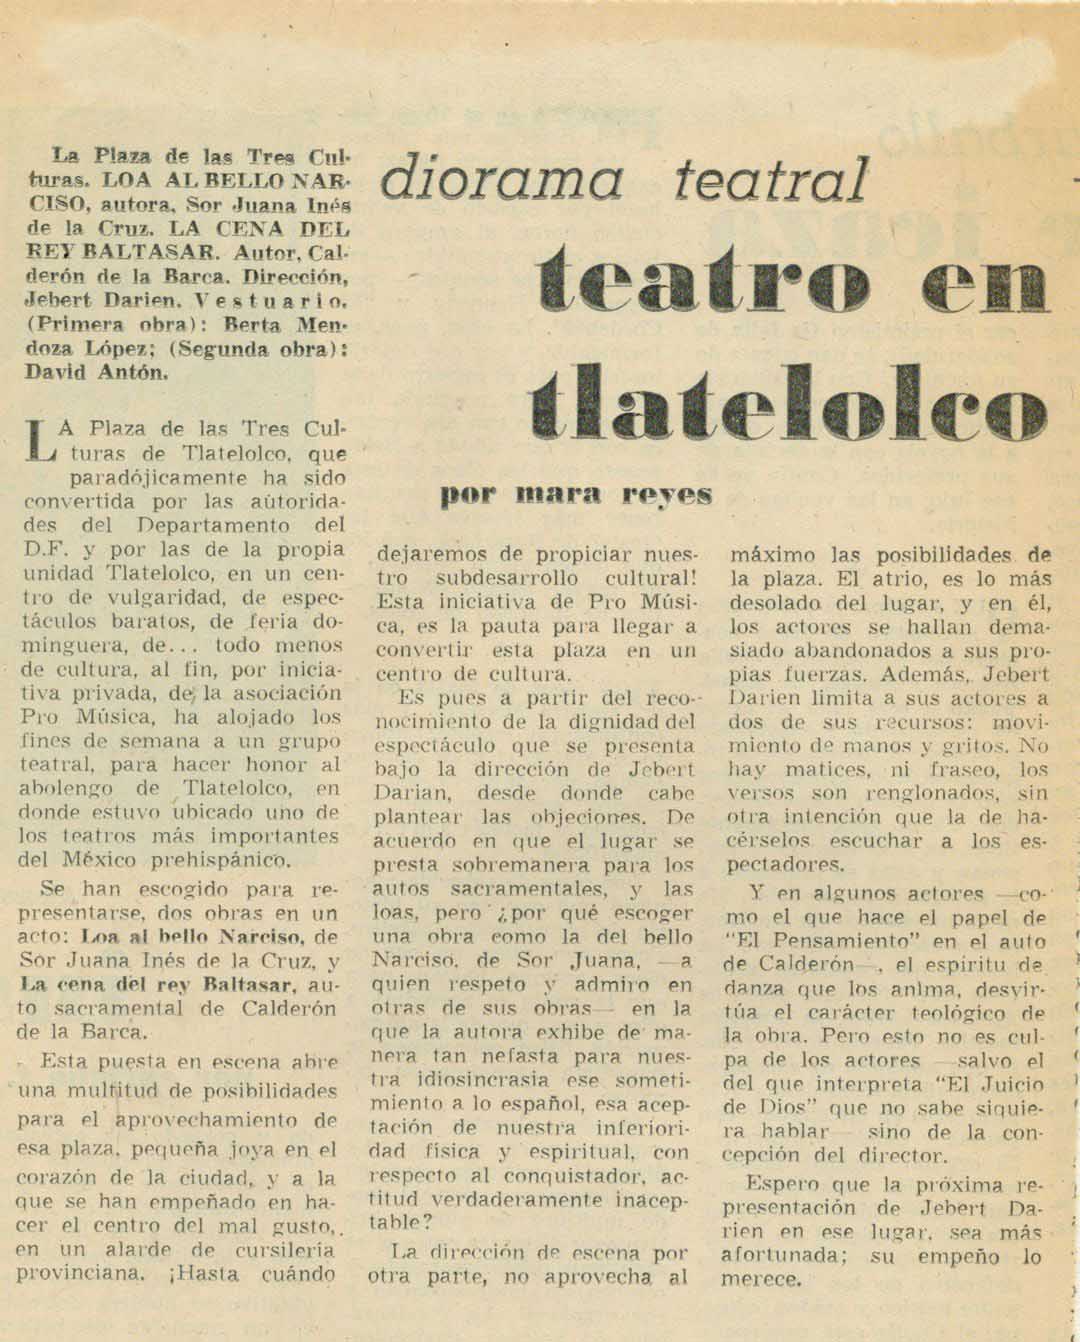 La Plaza de las Tres Cul-
turas. LOA AL BELLO NAR-
CISO, autora, Sor Juana Inés
de la Cruz. LA CENA DEL
REY BALTASAR. Autor, Cal-
derón de la Barca. Dirección,
Jebert Darien. Vestuario.
(Primera obra): Berta Men-
doza López; (Segunda obra):
David Antón.
diorama teatral
teatro en
tlatelolco
por mara reyes
LA Plaza de las Tres Cul-
turas de Tlatelolco, que
paradójicamente ha sido
convertida por las autorida-
des del Departamento del
D.F. y por las de la propia
unidad Tlatelolco, en un cen-
tro de vulgaridad, de espec-
táculos baratos, de feria do-
minguera, de... todo menos
de cultura, al fin, por inicia-
tiva privada, de la asociación
Pro Música, ha alojado los
fines de semana a un grupo
teatral, para hacer honor al
abolengo de Tlatelolco, en
donde estuvo ubicado uno de
los teatros más importantes
del México prehispánico.
Se han escogido para re-
presentarse, dos obras en un
acto: Loa al bello Narciso, de
Sor Juana Inés de la Cruz, y
La cena del rey Baltasar, au-
to sacramental de Calderón
de la Barca.
Esta puesta en escena abre
una multitud de posibilidades
para el aprovechamiento de
esa plaza, pequeña joya en el
corazón de la ciudad, y a la
que se han empeñado en ha-
cer el centro del mal gusto,
en un alarde de cursilería
provinciana. ¡Hasta cuándo
dejaremos de propiciar nues-
tro subdesarrollo cultural!
Esta iniciativa de Pro Músi-
ca, es la pauta para llegar a
convertir esta plaza en un
centro de cultura.
Es pues a partir del reco-
nocimiento de la dignidad del
espectáculo que se presenta
bajo la dirección de Jebert
Darian, desde donde cabe
plantear las objeciones. De
acuerdo en que el lugar se
presta sobremanera para los
autos sacramentales, y las
loas, pero ¿por qué escoger
una obra como la del bello
Narciso, de Sor Juana, —a
quien respeto y admiro en
otras de sus obras— en la
que la autora exhibe de ma-
nera tan nefasta para nues-
tra idiosincrasia ese someti-
miento a lo español, esa acep-
tación de nuestra inferiori-
dad física y espiritual, con
respecto al conquistador, ac-
titud verdaderamente inacep-
table?
La dirección de escena por
otra parte, no aprovecha al
máximo las posibilidades de
la plaza. El atrio, es lo más
desolado del lugar, y en él,
los actores se hallan dema-
siado abandonados a sus pro-
pias fuerzas. Además, Jebert
Darien limita a sus actores a
dos de sus recursos: movi-
miento de manos y gritos. No
hay matices, ni fraseo, los
versos son renglonados, sin
otra intención que la de ha-
cérselos escuchar a los es-
pectadores.
Y en algunos actores —co-
mo el que hace el papel de
"El Pensamiento" en el auto
de Calderón—, el espíritu de
danza que los anima, desvir-
túa el carácter teológico de
la obra. Pero esto no es cul-
pa de los actores —salvo el
del que interpreta "El Juicio
de Dios" que no sabe siquie-
ra hablar— sino de la con-
cepción del director.
Espero que la próxima re-
presentación de Jebert Da-
rien en ese lugar, sea más
afortunada; su empeño lo
merece.